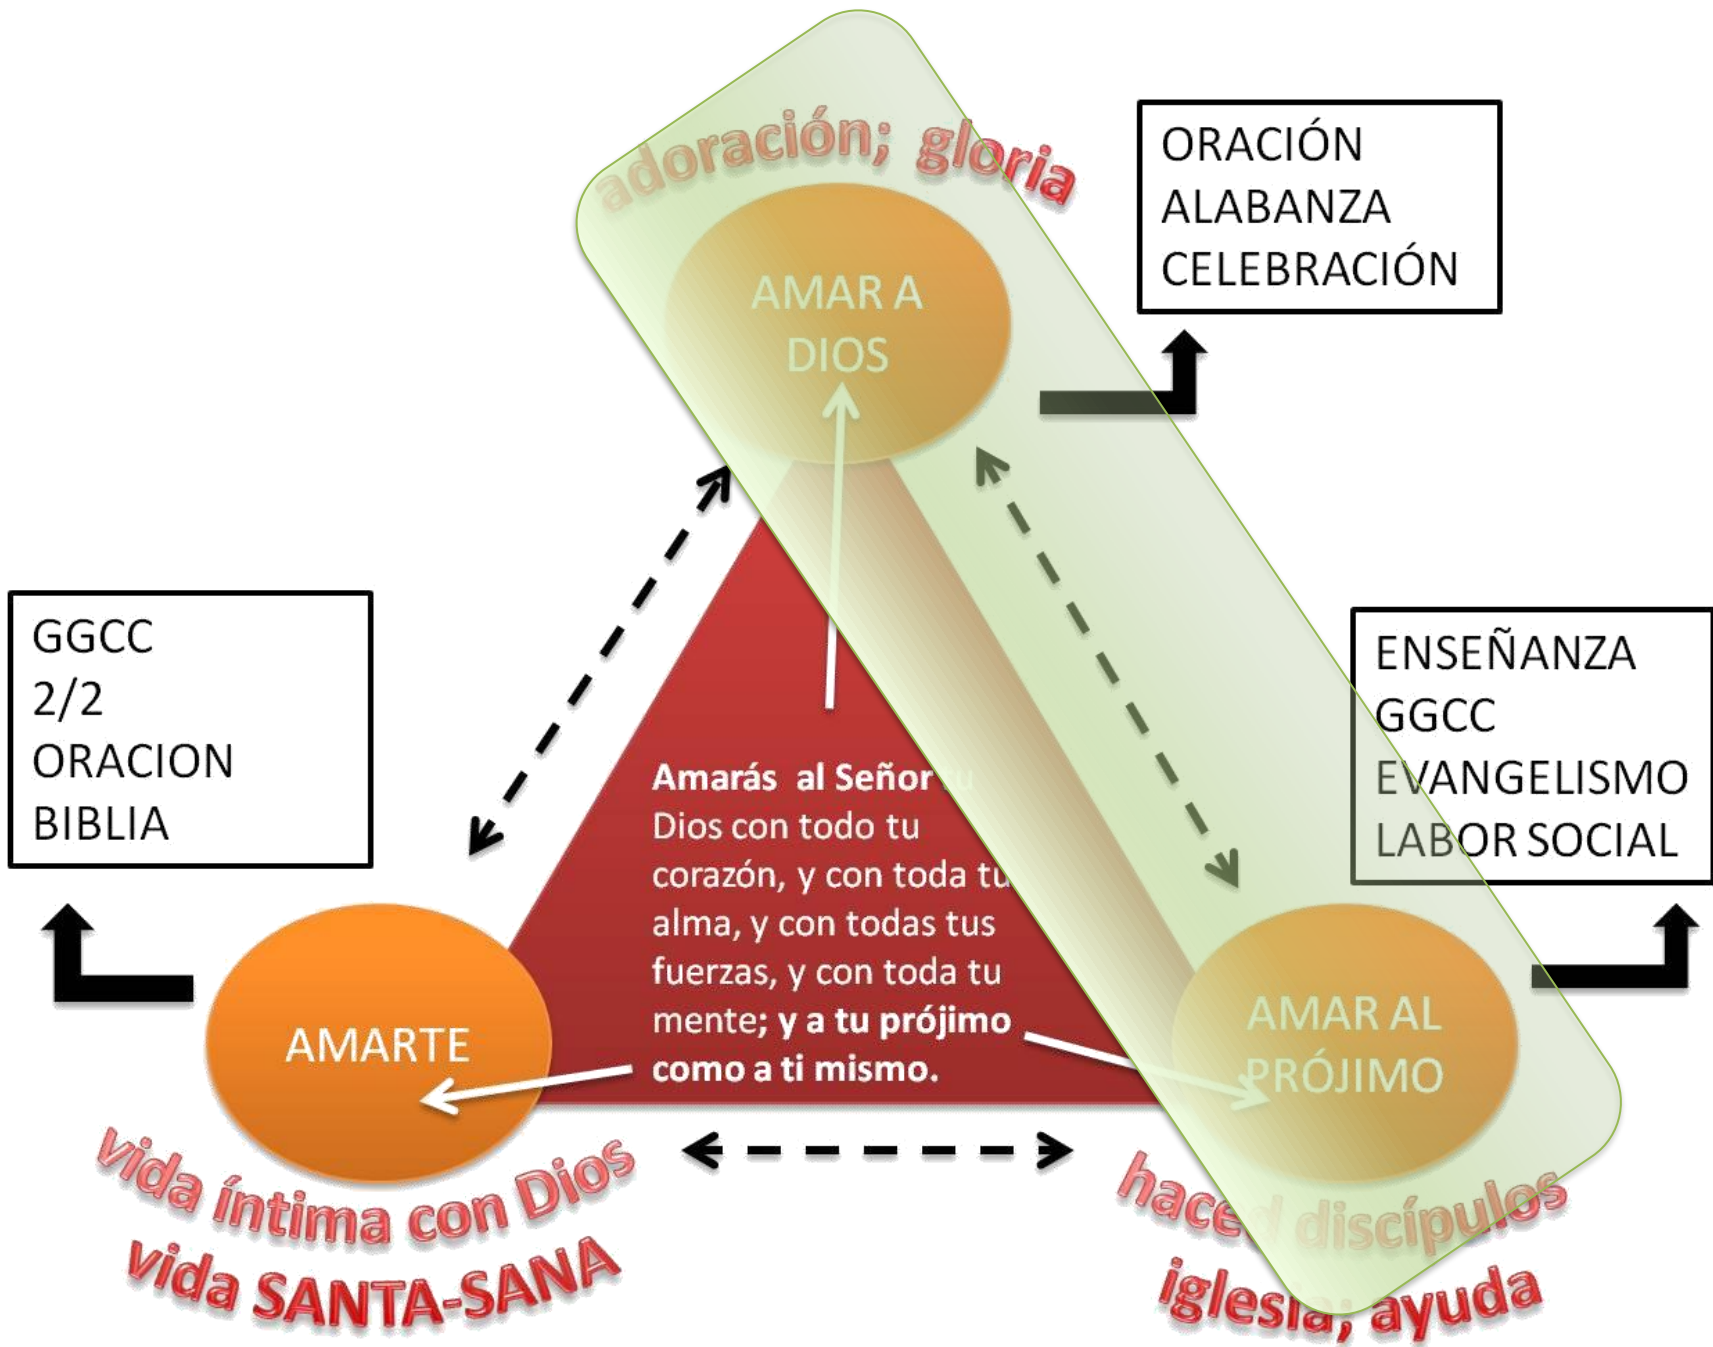 adoración; gloria
AMAR A
DIOS
ORACIÓN
ALABANZA
CELEBRACIÓN
GGCC
2/2
ORACION
BIBLIA
ENSEÑANZA
GGCC
EVANGELISMO
LABOR SOCIAL
Amarás al Señor tu
Dios con todo tu
corazón, y con toda tu
alma, y con todas tus
fuerzas, y con toda tu
mente; y a tu prójimo
como a ti mismo.
AMARTE
AMAR AL
PRÓJIMO
vida íntima con Dios
vida SANTA-SANA
haced discípulos
iglesia; ayuda